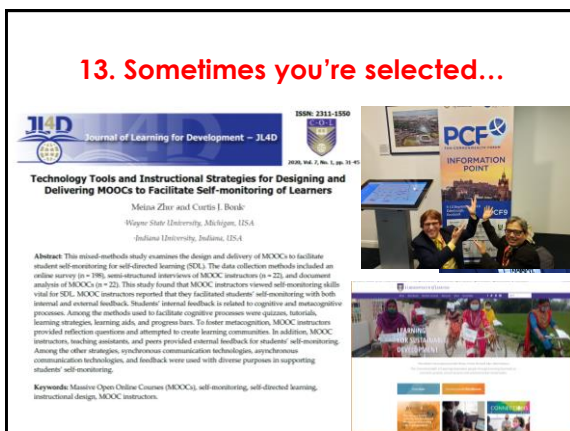 13. Sometimes you're selected…
JL4D
Journal of Learning for Development – JL4D
ISSN: 2311-1550
C·O·L
2020, Vol. 7, No. 1, pp. 31-45
Technology Tools and Instructional Strategies for Designing and
Delivering MOOCs to Facilitate Self-monitoring of Learners
Meina Zhu and Curtis J. Bonk
Wayne State University, Michigan, USA
Indiana University, Indiana, USA
Abstract: This mixed-methods study examines the design and delivery of MOOCs to facilitate
student self-monitoring for self-directed learning (SDL). The data collection methods included an
online survey (n = 198), semi-structured interviews of MOOC instructors (n = 22), and document
analysis of MOOCs (n = 22). This study found that MOOC instructors viewed self-monitoring skills
vital for SDL. MOOC instructors reported that they facilitated students' self-monitoring with both
internal and external feedback. Students' internal feedback is related to cognitive and metacognitive
processes. Among the methods used to facilitate cognitive processes were quizzes, tutorials,
learning strategies, learning aids, and progress bars. To foster metacognition, MOOC instructors
provided reflection questions and attempted to create learning communities. In addition, MOOC
instructors, teaching assistants, and peers provided external feedback for students' self-monitoring.
Among the other strategies, synchronous communication technologies, asynchronous
communication technologies, and feedback were used with diverse purposes in supporting
students' self-monitoring.
Keywords: Massive Open Online Courses (MOOCs), self-monitoring, self-directed learning,
instructional design, MOOC instructors.
PCF
INFORMATION
POINT
CF9
LEARNING
FOR SUSTAINABLE
DEVELOPMENT
CONNECTIONS